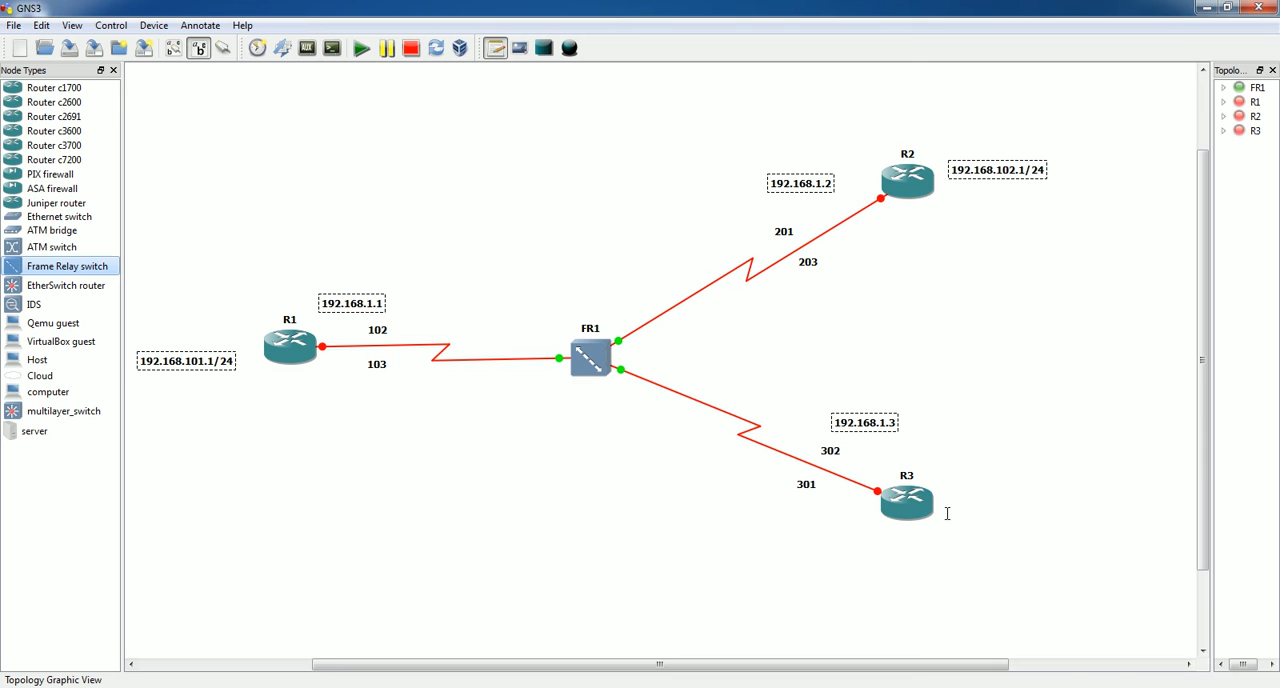 GNS3
File Edit View Control Device Annotate Help
Node Types
Router c1700
Router c2600
Router c2691
Router c3600
Router c3700
Router c7200
PIX firewall
ASA firewall
Juniper router
Ethernet switch
ATM bridge
ATM switch
Frame Relay switch
EtherSwitch router
IDS
Qemu guest
VirtualBox guest
Host
Cloud
computer
multilayer_switch
server
R2
192.168.102.1/24
192.168.1.2
201
203
192.168.1.1
R1
102
103
192.168.101.1/24
FR1
192.168.1.3
302
R3
301
Topolo...
FR1
R1
R2
R3
Topology Graphic View